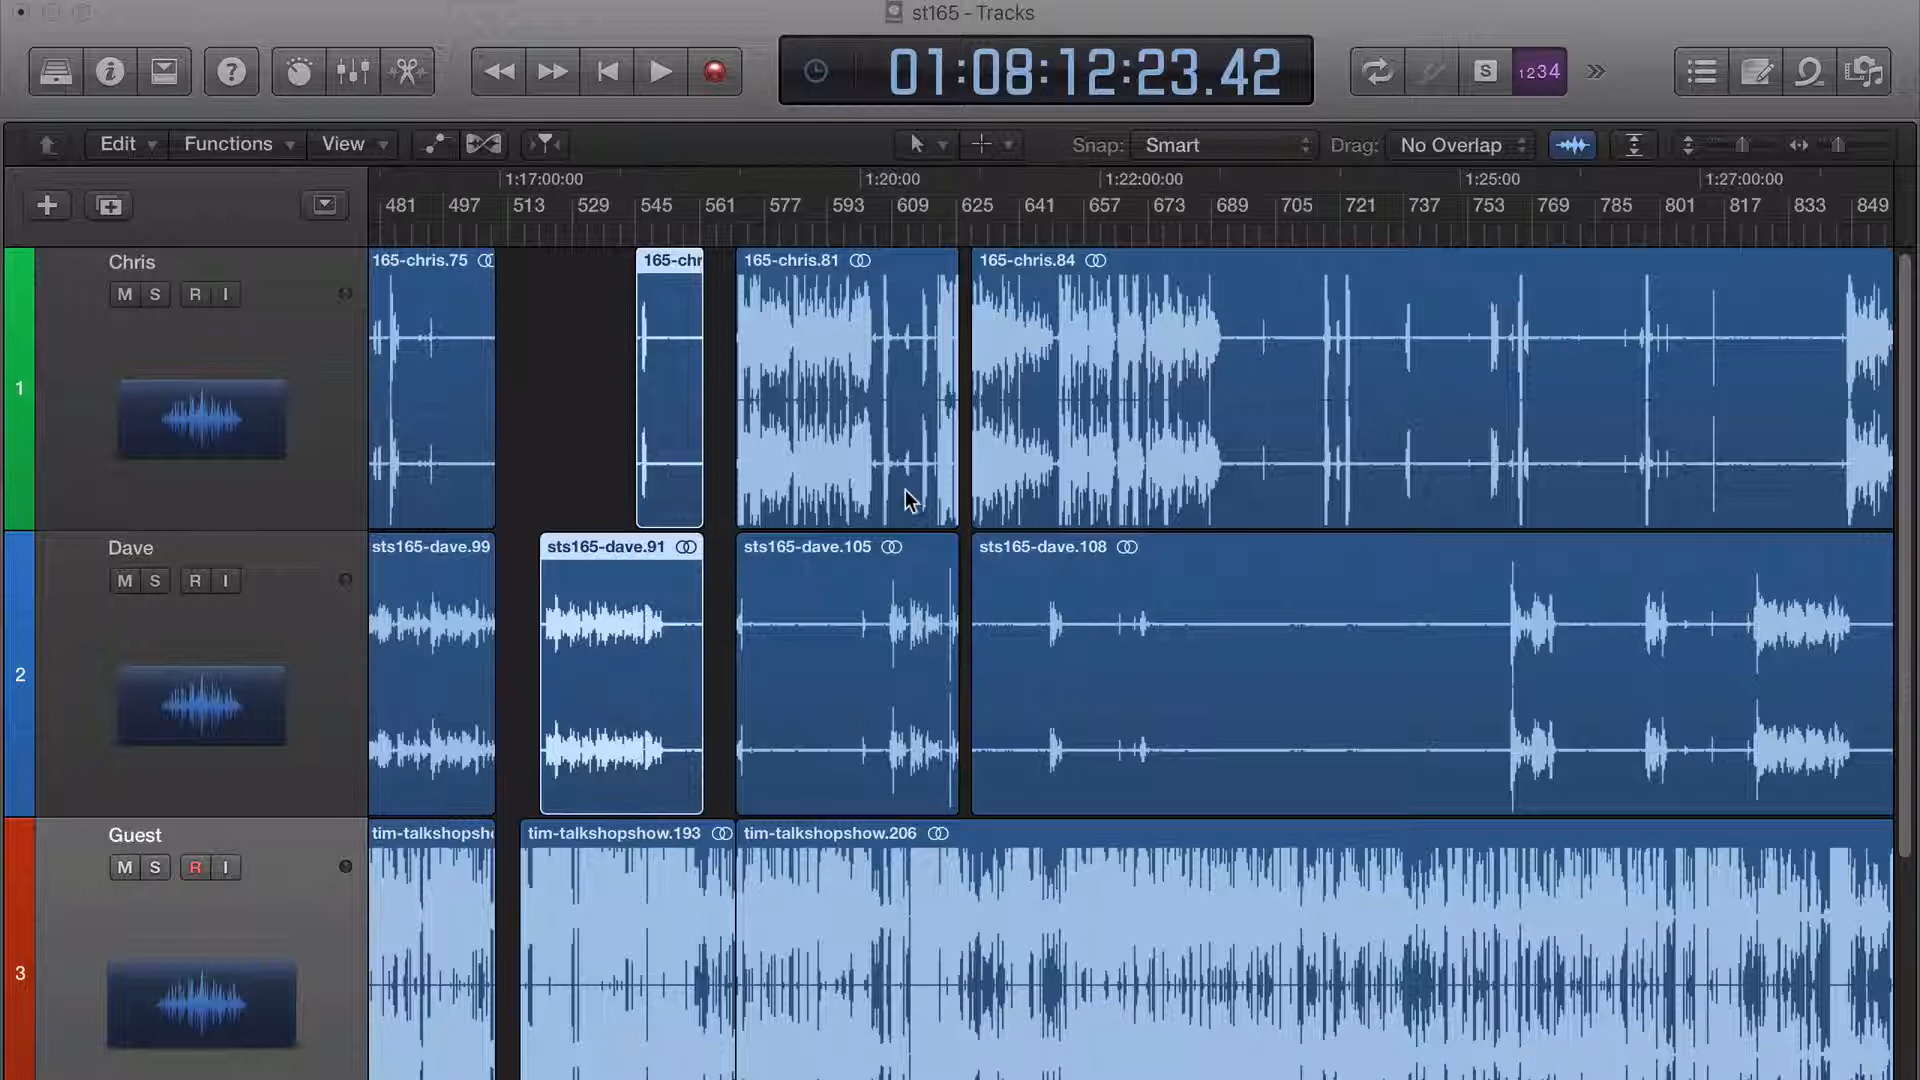 st165 - Tracks
01:08:12:23.42
S
1234
Edit
Functions
View
Snap: Smart
Drag: No Overlap
1:17:00:00
1:20:00
1:22:00:00
1:25:00
1:27:00:00
481 497 513 529 545 561 577 593 609 625 641 657 673 689 705 721 737 753 769 785 801 817 833 849
1
Chris
M S R I
165-chris.75
165-chr
165-chris.81
165-chris.84
2
Dave
M S R I
sts165-dave.99
sts165-dave.91
sts165-dave.105
sts165-dave.108
3
Guest
M S R I
tim-talkshopsh
tim-talkshopshow.193
tim-talkshopshow.206